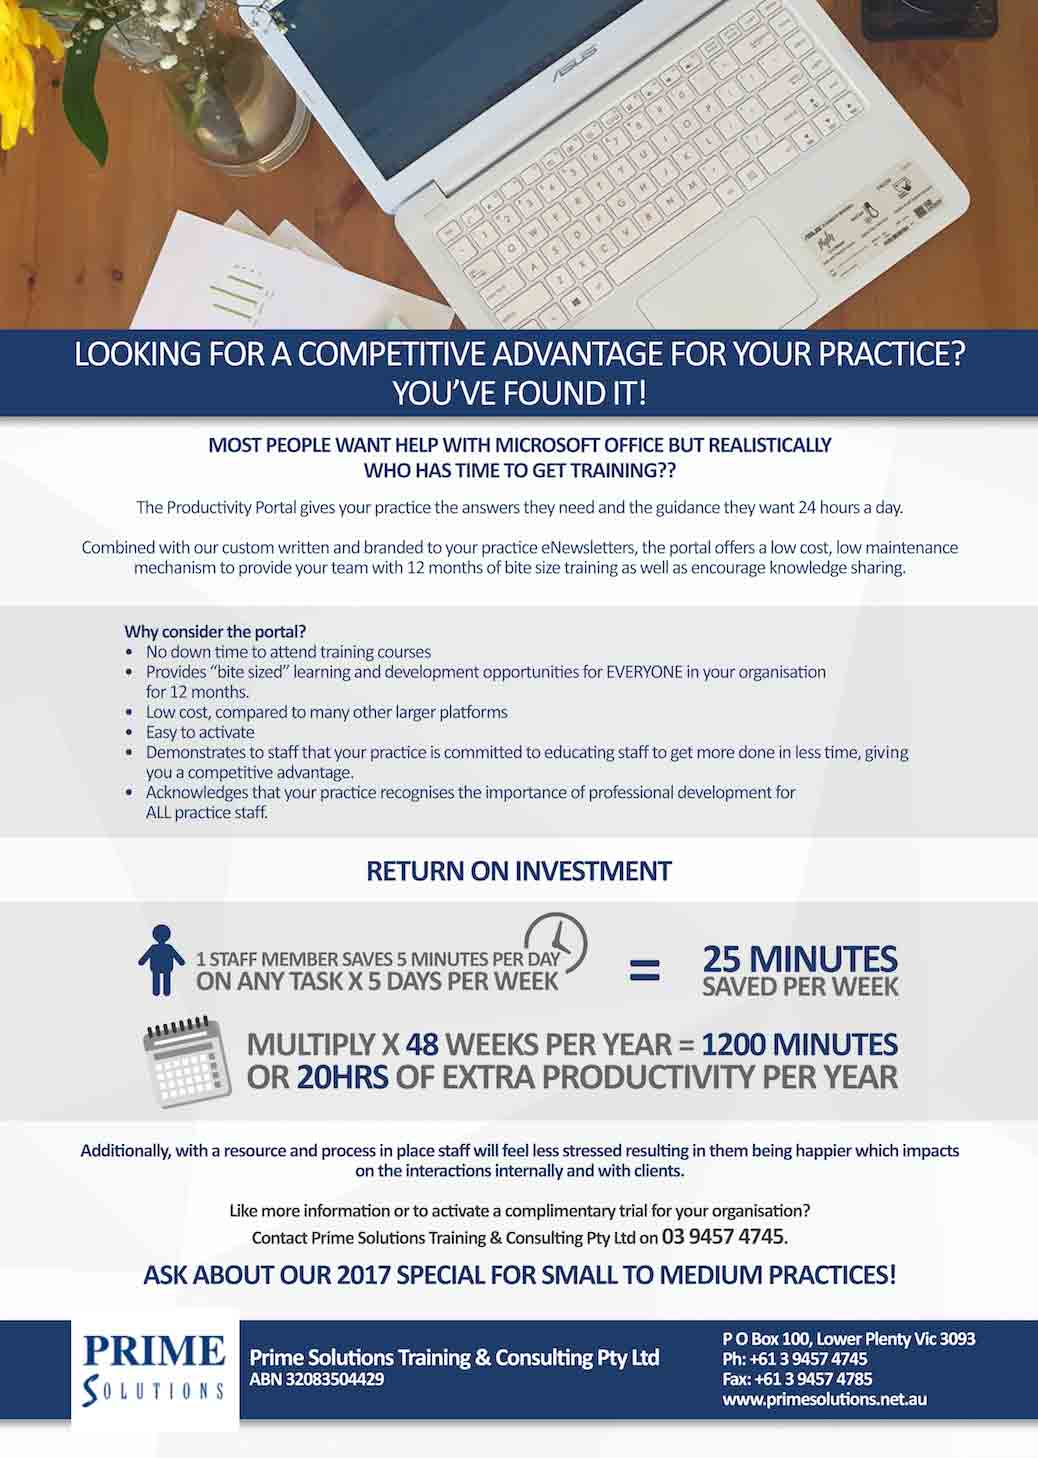 ASUS
LOOKING FOR A COMPETITIVE ADVANTAGE FOR YOUR PRACTICE?
YOU'VE FOUND IT!
MOST PEOPLE WANT HELP WITH MICROSOFT OFFICE BUT REALISTICALLY
WHO HAS TIME TO GET TRAINING??
The Productivity Portal gives your practice the answers they need and the guidance they want 24 hours a day.
Combined with our custom written and branded to your practice eNewsletters, the portal offers a low cost, low maintenance
mechanism to provide your team with 12 months of bite size training as well as encourage knowledge sharing.
Why consider the portal?
• No down time to attend training courses
• Provides "bite sized" learning and development opportunities for EVERYONE in your organisation
for 12 months.
• Low cost, compared to many other larger platforms
• Easy to activate
• Demonstrates to staff that your practice is committed to educating staff to get more done in less time, giving
you a competitive advantage.
• Acknowledges that your practice recognises the importance of professional development for
ALL practice staff.
RETURN ON INVESTMENT
1 STAFF MEMBER SAVES 5 MINUTES PER DAY
ON ANY TASK X 5 DAYS PER WEEK
=
25 MINUTES
SAVED PER WEEK
MULTIPLY X 48 WEEKS PER YEAR = 1200 MINUTES
OR 20HRS OF EXTRA PRODUCTIVITY PER YEAR
Additionally, with a resource and process in place staff will feel less stressed resulting in them being happier which impacts
on the interactions internally and with clients.
Like more information or to activate a complimentary trial for your organisation?
Contact Prime Solutions Training & Consulting Pty Ltd on 03 9457 4745.
ASK ABOUT OUR 2017 SPECIAL FOR SMALL TO MEDIUM PRACTICES!
PRIME
SOLUTIONS
Prime Solutions Training & Consulting Pty Ltd
ABN 32083504429
P O Box 100, Lower Plenty Vic 3093
Ph: +61 3 9457 4745
Fax: +61 3 9457 4785
www.primesolutions.net.au